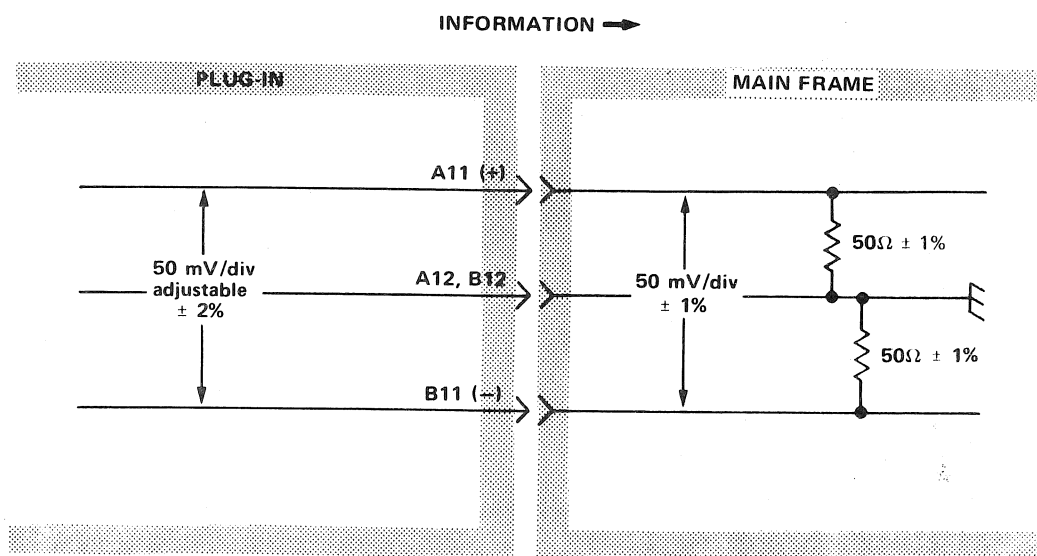 INFORMATION
PLUG-IN
MAIN FRAME
A11 (+)
50Ω ± 1%
50 mV/div
adjustable
± 2%
A12, B12
50 mV/div
± 1%
50Ω ± 1%
B11 (−)